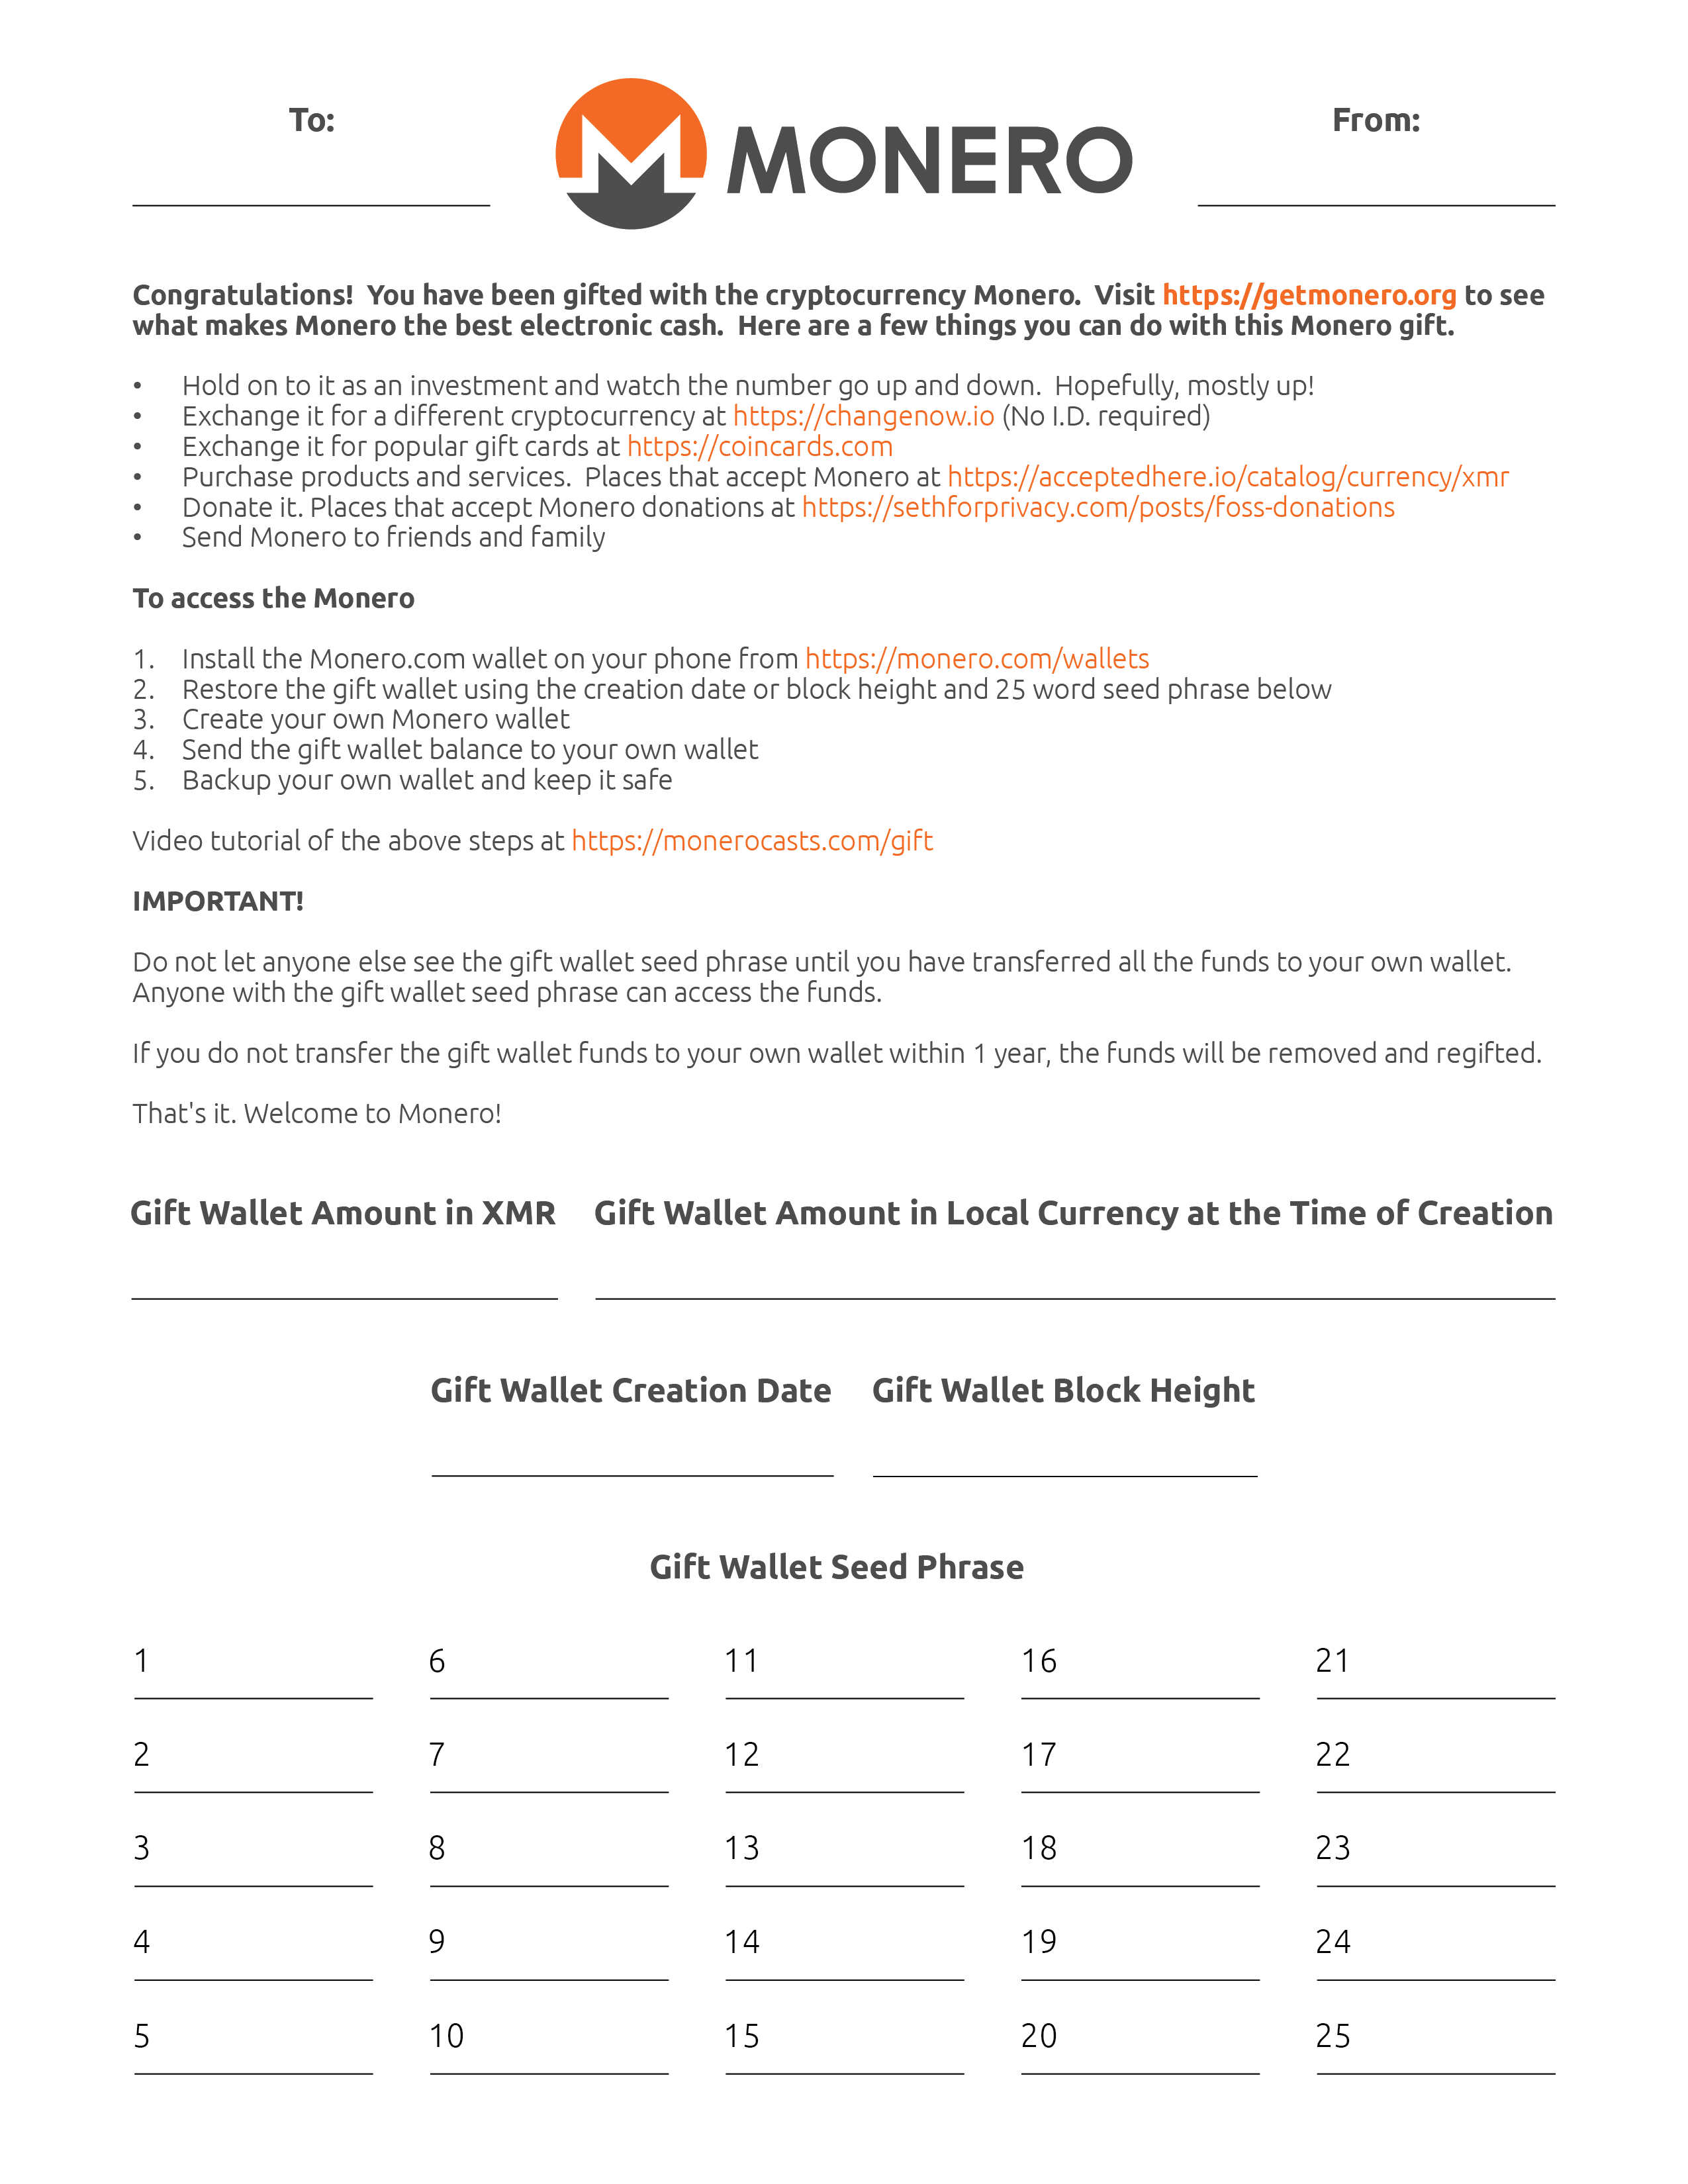 To:
MONERO
From:
Congratulations!  You have been gifted with the cryptocurrency Monero.  Visit https://getmonero.org to see
what makes Monero the best electronic cash.  Here are a few things you can do with this Monero gift.
• Hold on to it as an investment and watch the number go up and down.  Hopefully, mostly up!
• Exchange it for a different cryptocurrency at https://changenow.io (No I.D. required)
• Exchange it for popular gift cards at https://coincards.com
• Purchase products and services.  Places that accept Monero at https://acceptedhere.io/catalog/currency/xmr
• Donate it. Places that accept Monero donations at https://sethforprivacy.com/posts/foss-donations
• Send Monero to friends and family
To access the Monero
1. Install the Monero.com wallet on your phone from https://monero.com/wallets
2. Restore the gift wallet using the creation date or block height and 25 word seed phrase below
3. Create your own Monero wallet
4. Send the gift wallet balance to your own wallet
5. Backup your own wallet and keep it safe
Video tutorial of the above steps at https://monerocasts.com/gift
IMPORTANT!
Do not let anyone else see the gift wallet seed phrase until you have transferred all the funds to your own wallet.
Anyone with the gift wallet seed phrase can access the funds.
If you do not transfer the gift wallet funds to your own wallet within 1 year, the funds will be removed and regifted.
That's it. Welcome to Monero!
Gift Wallet Amount in XMR Gift Wallet Amount in Local Currency at the Time of Creation
Gift Wallet Creation Date Gift Wallet Block Height
Gift Wallet Seed Phrase
1 6 11 16 21
2 7 12 17 22
3 8 13 18 23
4 9 14 19 24
5 10 15 20 25